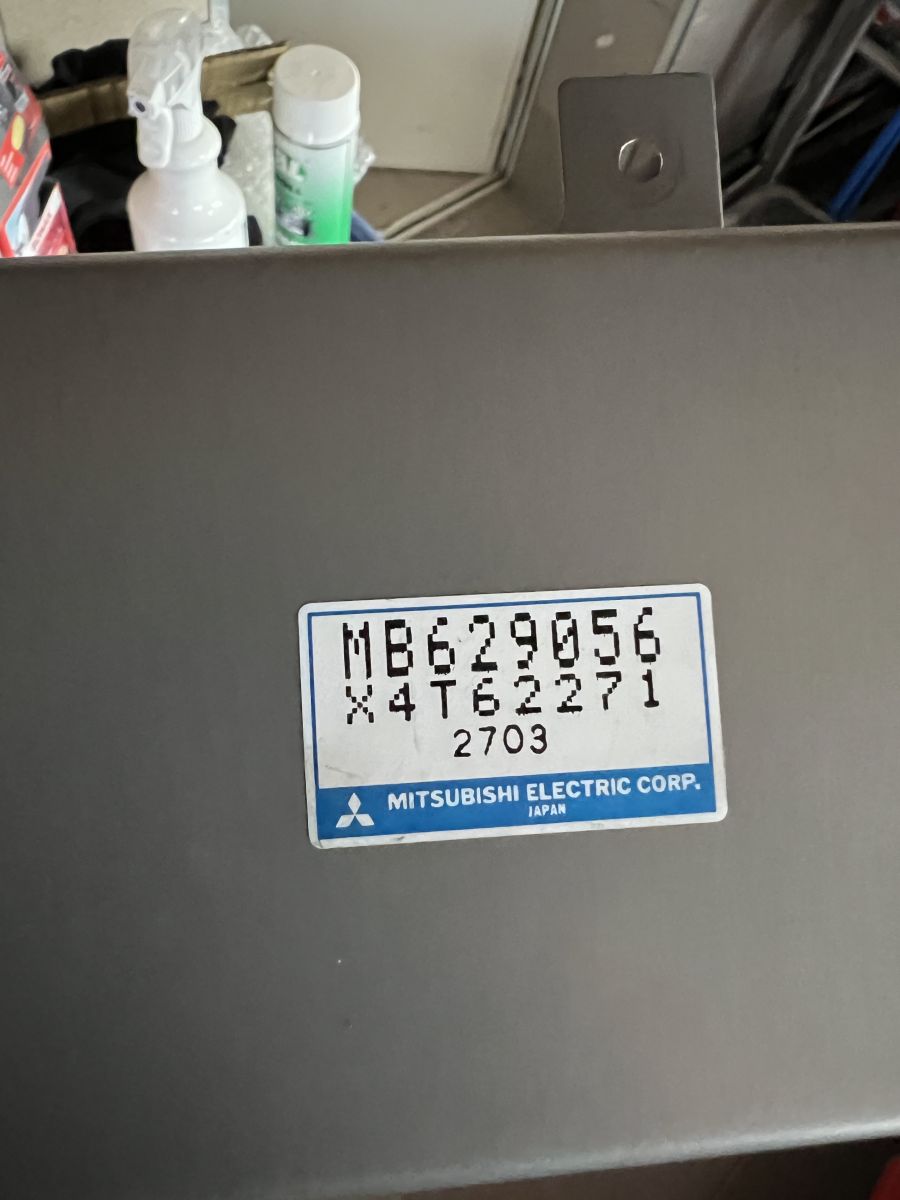 MB629056
X4T62271
2703
MITSUBISHI ELECTRIC CORP.
JAPAN